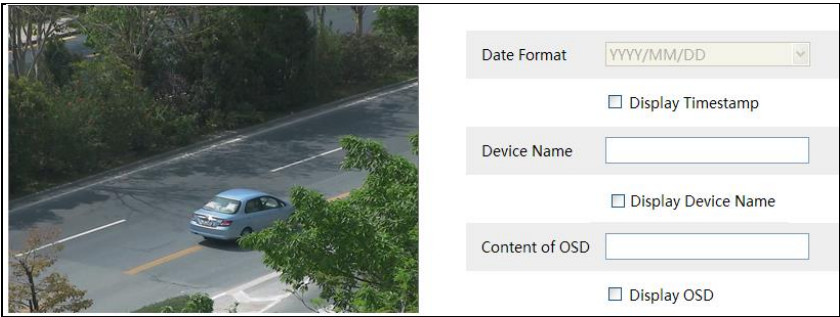 Date Format YYYY/MM/DD
Display Timestamp
Device Name
Display Device Name
Content of OSD
Display OSD